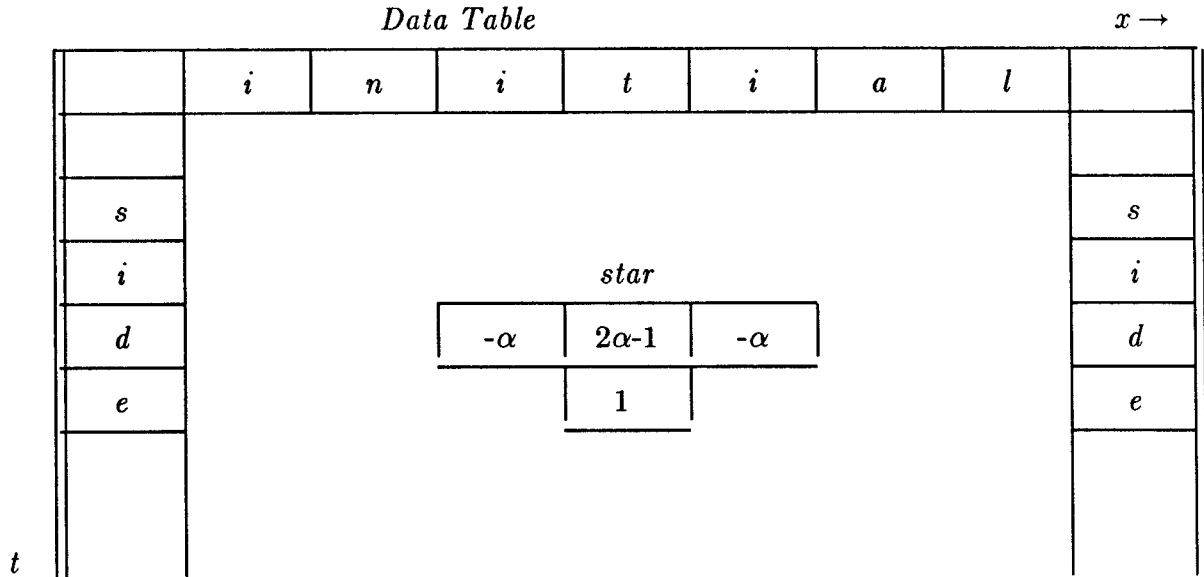 Data Table x →
i n i t i a l
s s
i star i
d -α 2α-1 -α d
e 1 e
t